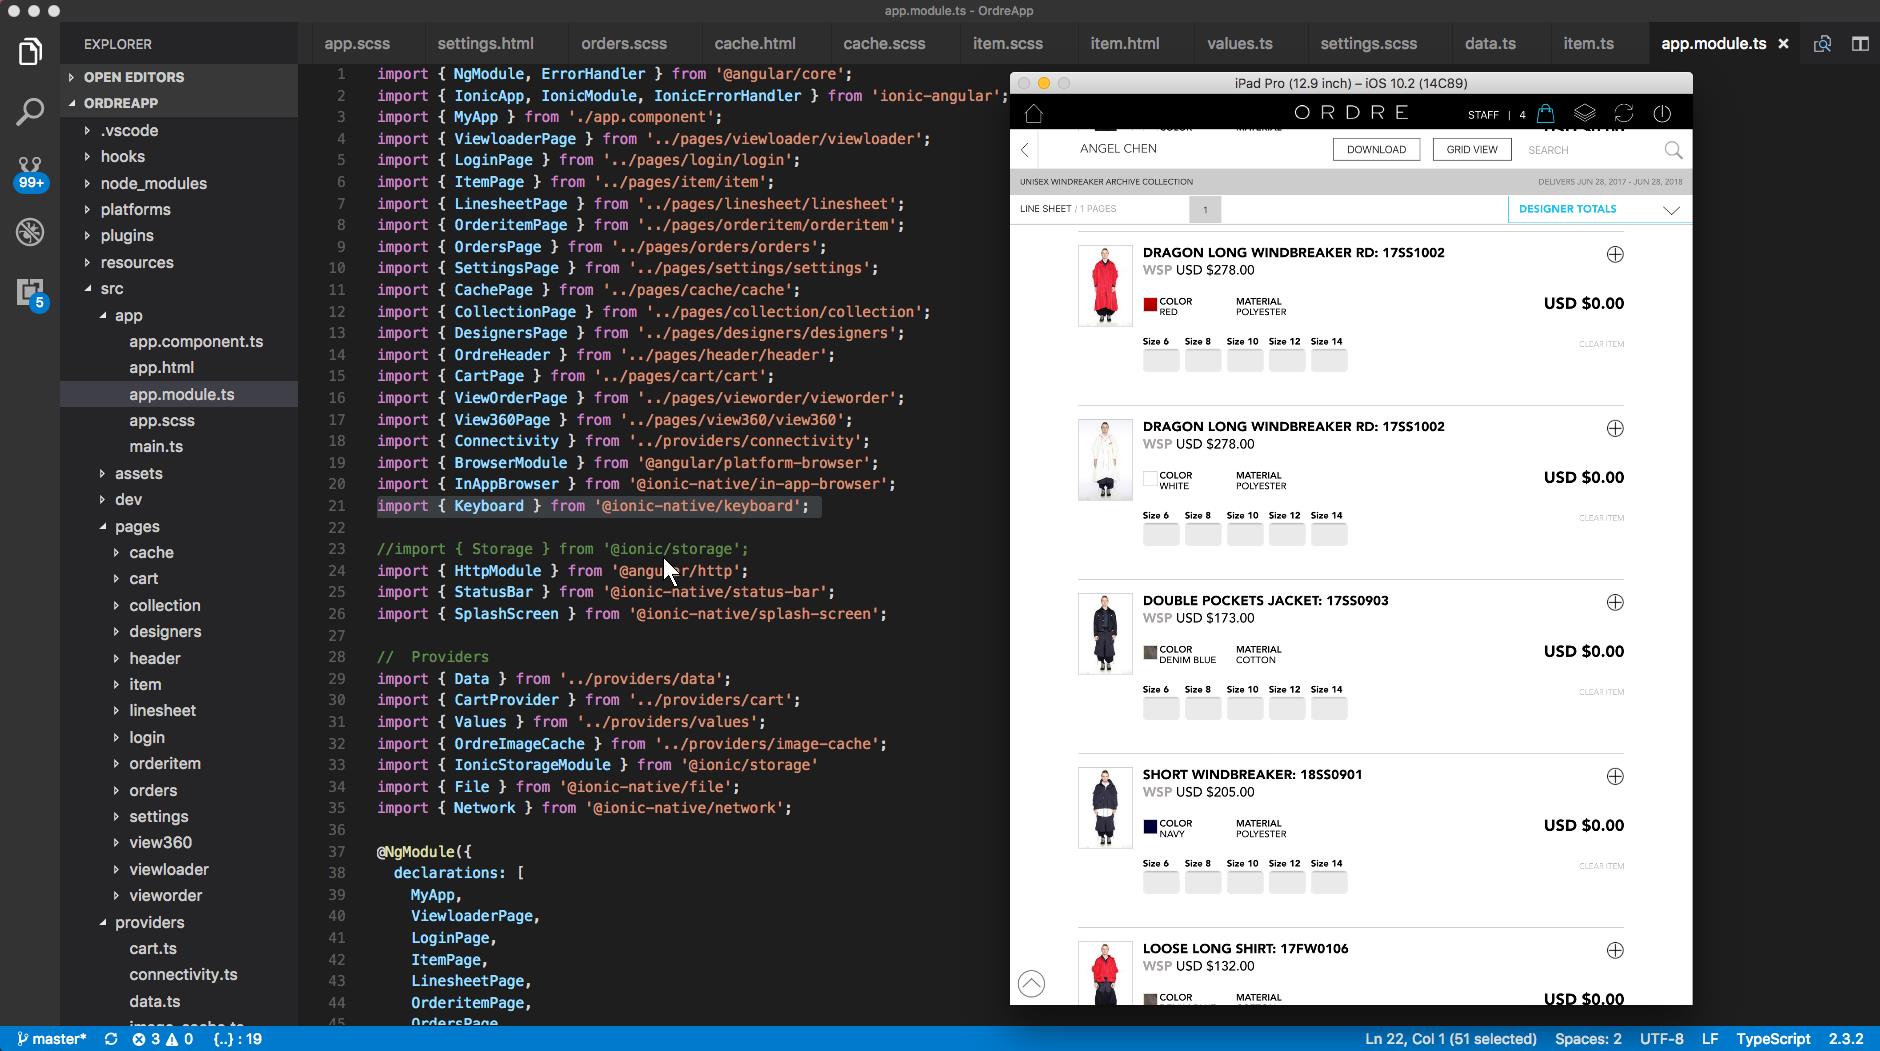 app.module.ts - OrdreApp
EXPLORER
OPEN EDITORS
ORDREAPP
.vscode
hooks
node_modules
platforms
plugins
resources
src
app
app.component.ts
app.html
app.module.ts
app.scss
main.ts
assets
dev
pages
cache
cart
collection
designers
header
item
linesheet
login
orderitem
orders
settings
view360
viewloader
vieworder
providers
cart.ts
connectivity.ts
data.ts
image-cache.ts
99+
5
app.scss settings.html orders.scss cache.html cache.scss item.scss item.html values.ts settings.scss data.ts item.ts app.module.ts
1 import { NgModule, ErrorHandler } from '@angular/core';
2 import { IonicApp, IonicModule, IonicErrorHandler } from 'ionic-angular';
3 import { MyApp } from './app.component';
4 import { ViewloaderPage } from '../pages/viewloader/viewloader';
5 import { LoginPage } from '../pages/login/login';
6 import { ItemPage } from '../pages/item/item';
7 import { LinesheetPage } from '../pages/linesheet/linesheet';
8 import { OrderitemPage } from '../pages/orderitem/orderitem';
9 import { OrdersPage } from '../pages/orders/orders';
10 import { SettingsPage } from '../pages/settings/settings';
11 import { CachePage } from '../pages/cache/cache';
12 import { CollectionPage } from '../pages/collection/collection';
13 import { DesignersPage } from '../pages/designers/designers';
14 import { OrdreHeader } from '../pages/header/header';
15 import { CartPage } from '../pages/cart/cart';
16 import { ViewOrderPage } from '../pages/vieworder/vieworder';
17 import { View360Page } from '../pages/view360/view360';
18 import { Connectivity } from '../providers/connectivity';
19 import { BrowserModule } from '@angular/platform-browser';
20 import { InAppBrowser } from '@ionic-native/in-app-browser';
21 import { Keyboard } from '@ionic-native/keyboard';
22
23 //import { Storage } from '@ionic/storage';
24 import { HttpModule } from '@angular/http';
25 import { StatusBar } from '@ionic-native/status-bar';
26 import { SplashScreen } from '@ionic-native/splash-screen';
27
28 // Providers
29 import { Data } from '../providers/data';
30 import { CartProvider } from '../providers/cart';
31 import { Values } from '../providers/values';
32 import { OrdreImageCache } from '../providers/image-cache';
33 import { IonicStorageModule } from '@ionic/storage'
34 import { File } from '@ionic-native/file';
35 import { Network } from '@ionic-native/network';
36
37 @NgModule({
38 declarations: [
39 MyApp,
40 ViewloaderPage,
41 LoginPage,
42 ItemPage,
43 LinesheetPage,
44 OrderitemPage,
45 OrdersPage
iPad Pro (12.9 inch) – iOS 10.2 (14C89)
ORDRE
STAFF | 4
COLOR MATERIAL
ANGEL CHEN
DOWNLOAD
GRID VIEW
SEARCH
UNISEX WINDREAKER ARCHIVE COLLECTION
DELIVERS JUN 28, 2017 - JUN 28, 2018
LINE SHEET / 1 PAGES
1
DESIGNER TOTALS
DRAGON LONG WINDBREAKER RD: 17SS1002
WSP USD $278.00
COLOR MATERIAL
RED POLYESTER
USD $0.00
Size 6 Size 8 Size 10 Size 12 Size 14
CLEAR ITEM
DRAGON LONG WINDBREAKER RD: 17SS1002
WSP USD $278.00
COLOR MATERIAL
WHITE POLYESTER
USD $0.00
Size 6 Size 8 Size 10 Size 12 Size 14
CLEAR ITEM
DOUBLE POCKETS JACKET: 17SS0903
WSP USD $173.00
COLOR MATERIAL
DENIM BLUE COTTON
USD $0.00
Size 6 Size 8 Size 10 Size 12 Size 14
CLEAR ITEM
SHORT WINDBREAKER: 18SS0901
WSP USD $205.00
COLOR MATERIAL
NAVY POLYESTER
USD $0.00
Size 6 Size 8 Size 10 Size 12 Size 14
CLEAR ITEM
LOOSE LONG SHIRT: 17FW0106
WSP USD $132.00
COLOR MATERIAL
USD $0.00
master* 3 0 {..} : 19
Ln 22, Col 1 (51 selected) Spaces: 2 UTF-8 LF TypeScript 2.3.2